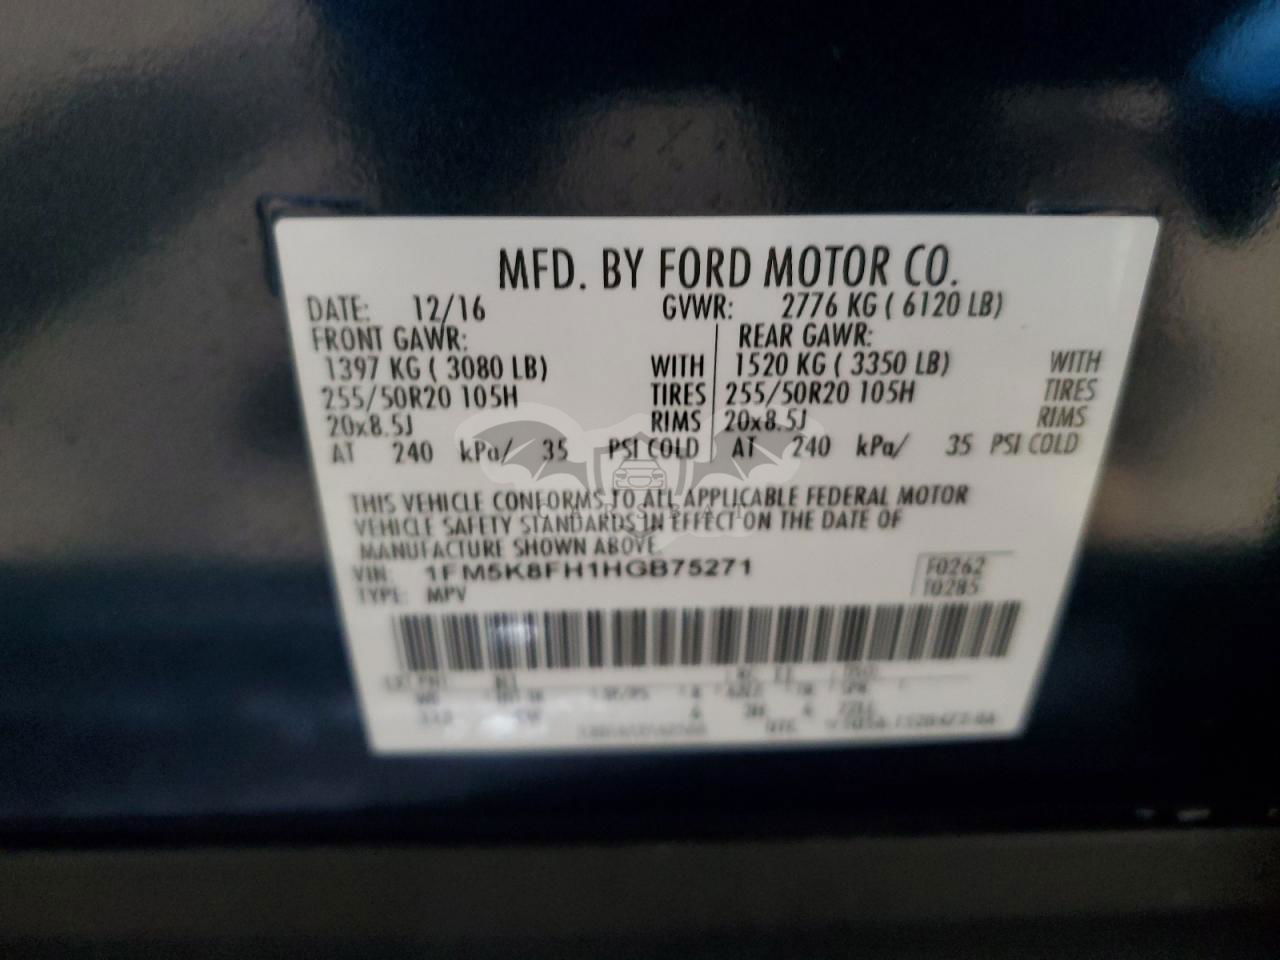 MFD. BY FORD MOTOR CO.
DATE: 12/16 GVWR: 2776 KG ( 6120 LB)
FRONT GAWR: REAR GAWR:
1397 KG ( 3080 LB) WITH 1520 KG ( 3350 LB) WITH
255/50R20 105H TIRES 255/50R20 105H TIRES
20x8.5J RIMS 20x8.5J RIMS
AT 240 kPa/ 35 PSI COLD AT 240 kPa/ 35 PSI COLD
THIS VEHICLE CONFORMS TO ALL APPLICABLE FEDERAL MOTOR
CARSBAT
VEHICLE SAFETY STANDARDS IN EFFECT ON THE DATE OF
MANUFACTURE SHOWN ABOVE.
VIN: 1FM5K8FH1HGB75271 F0262
TYPE: MPV T0285